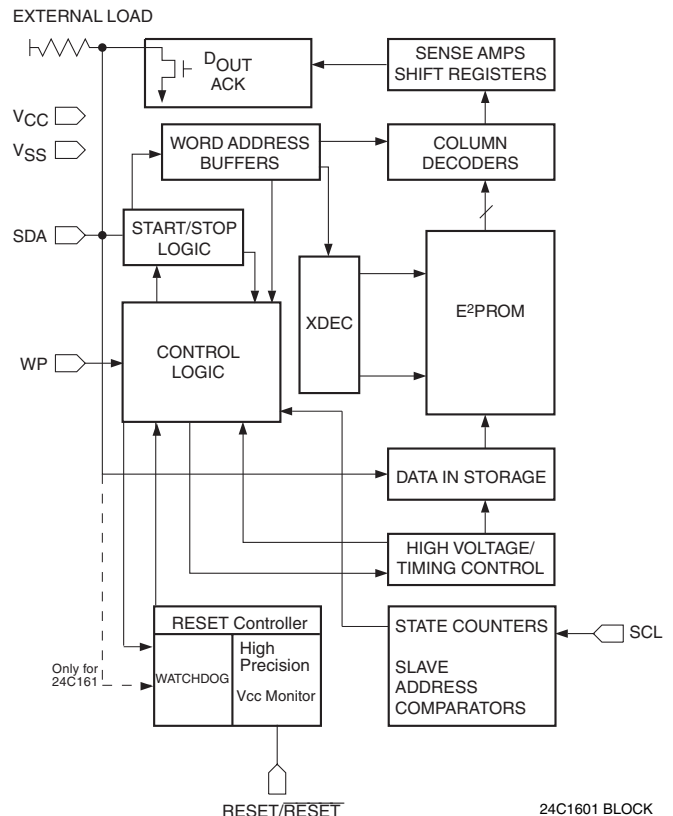 EXTERNAL LOAD
DOUT
ACK
SENSE AMPS
SHIFT REGISTERS
VCC
WORD ADDRESS
BUFFERS
COLUMN
DECODERS
VSS
SDA
START/STOP
LOGIC
XDEC
E2PROM
WP
CONTROL
LOGIC
DATA IN STORAGE
HIGH VOLTAGE/
TIMING CONTROL
RESET Controller
WATCHDOG
High
Precision
Vcc Monitor
Only for
24C161
STATE COUNTERS
SLAVE
ADDRESS
COMPARATORS
SCL
RESET/RESET
24C1601 BLOCK